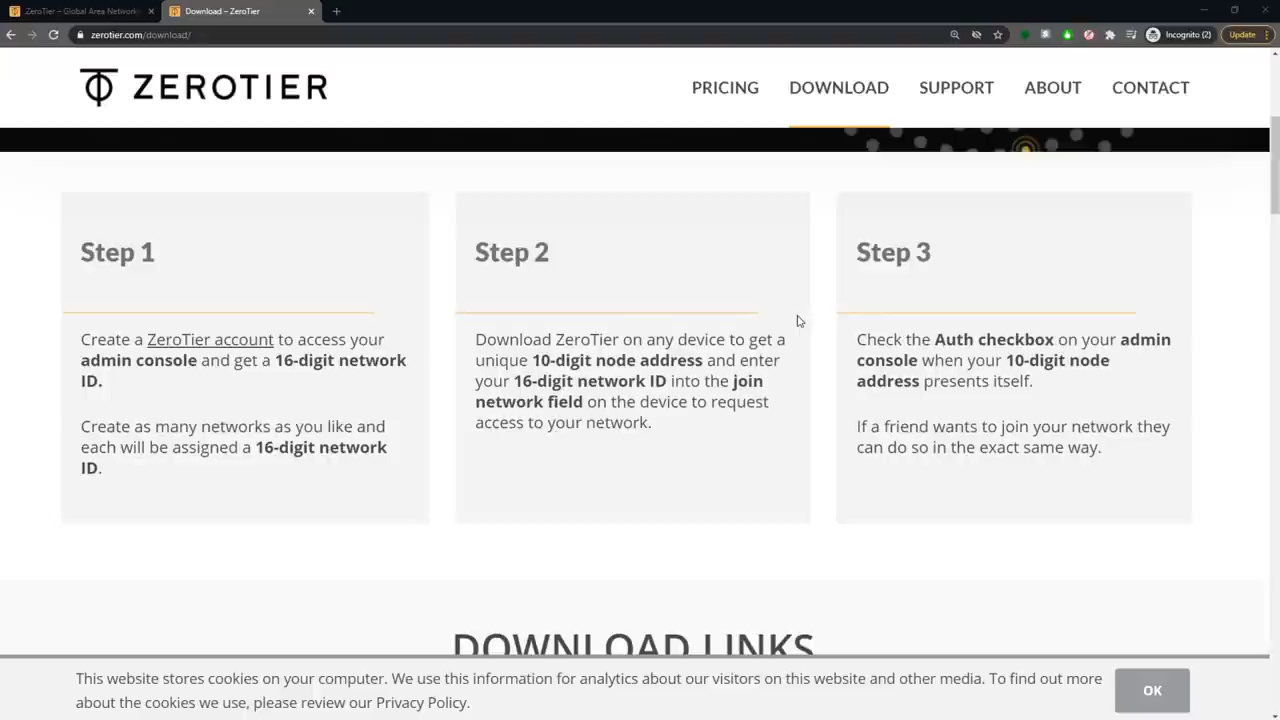 ZeroTier – Global Area Network
Download – ZeroTier
zerotier.com/download/
Incognito (2)
Update
ZEROTIER
PRICING
DOWNLOAD
SUPPORT
ABOUT
CONTACT
Step 1
Create a ZeroTier account to access your
admin console and get a 16-digit network
ID.
Create as many networks as you like and
each will be assigned a 16-digit network
ID.
Step 2
Download ZeroTier on any device to get a
unique 10-digit node address and enter
your 16-digit network ID into the join
network field on the device to request
access to your network.
Step 3
Check the Auth checkbox on your admin
console when your 10-digit node
address presents itself.
If a friend wants to join your network they
can do so in the exact same way.
DOWNLOAD LINKS
This website stores cookies on your computer. We use this information for analytics about our visitors on this website and other media. To find out more
about the cookies we use, please review our Privacy Policy.
OK